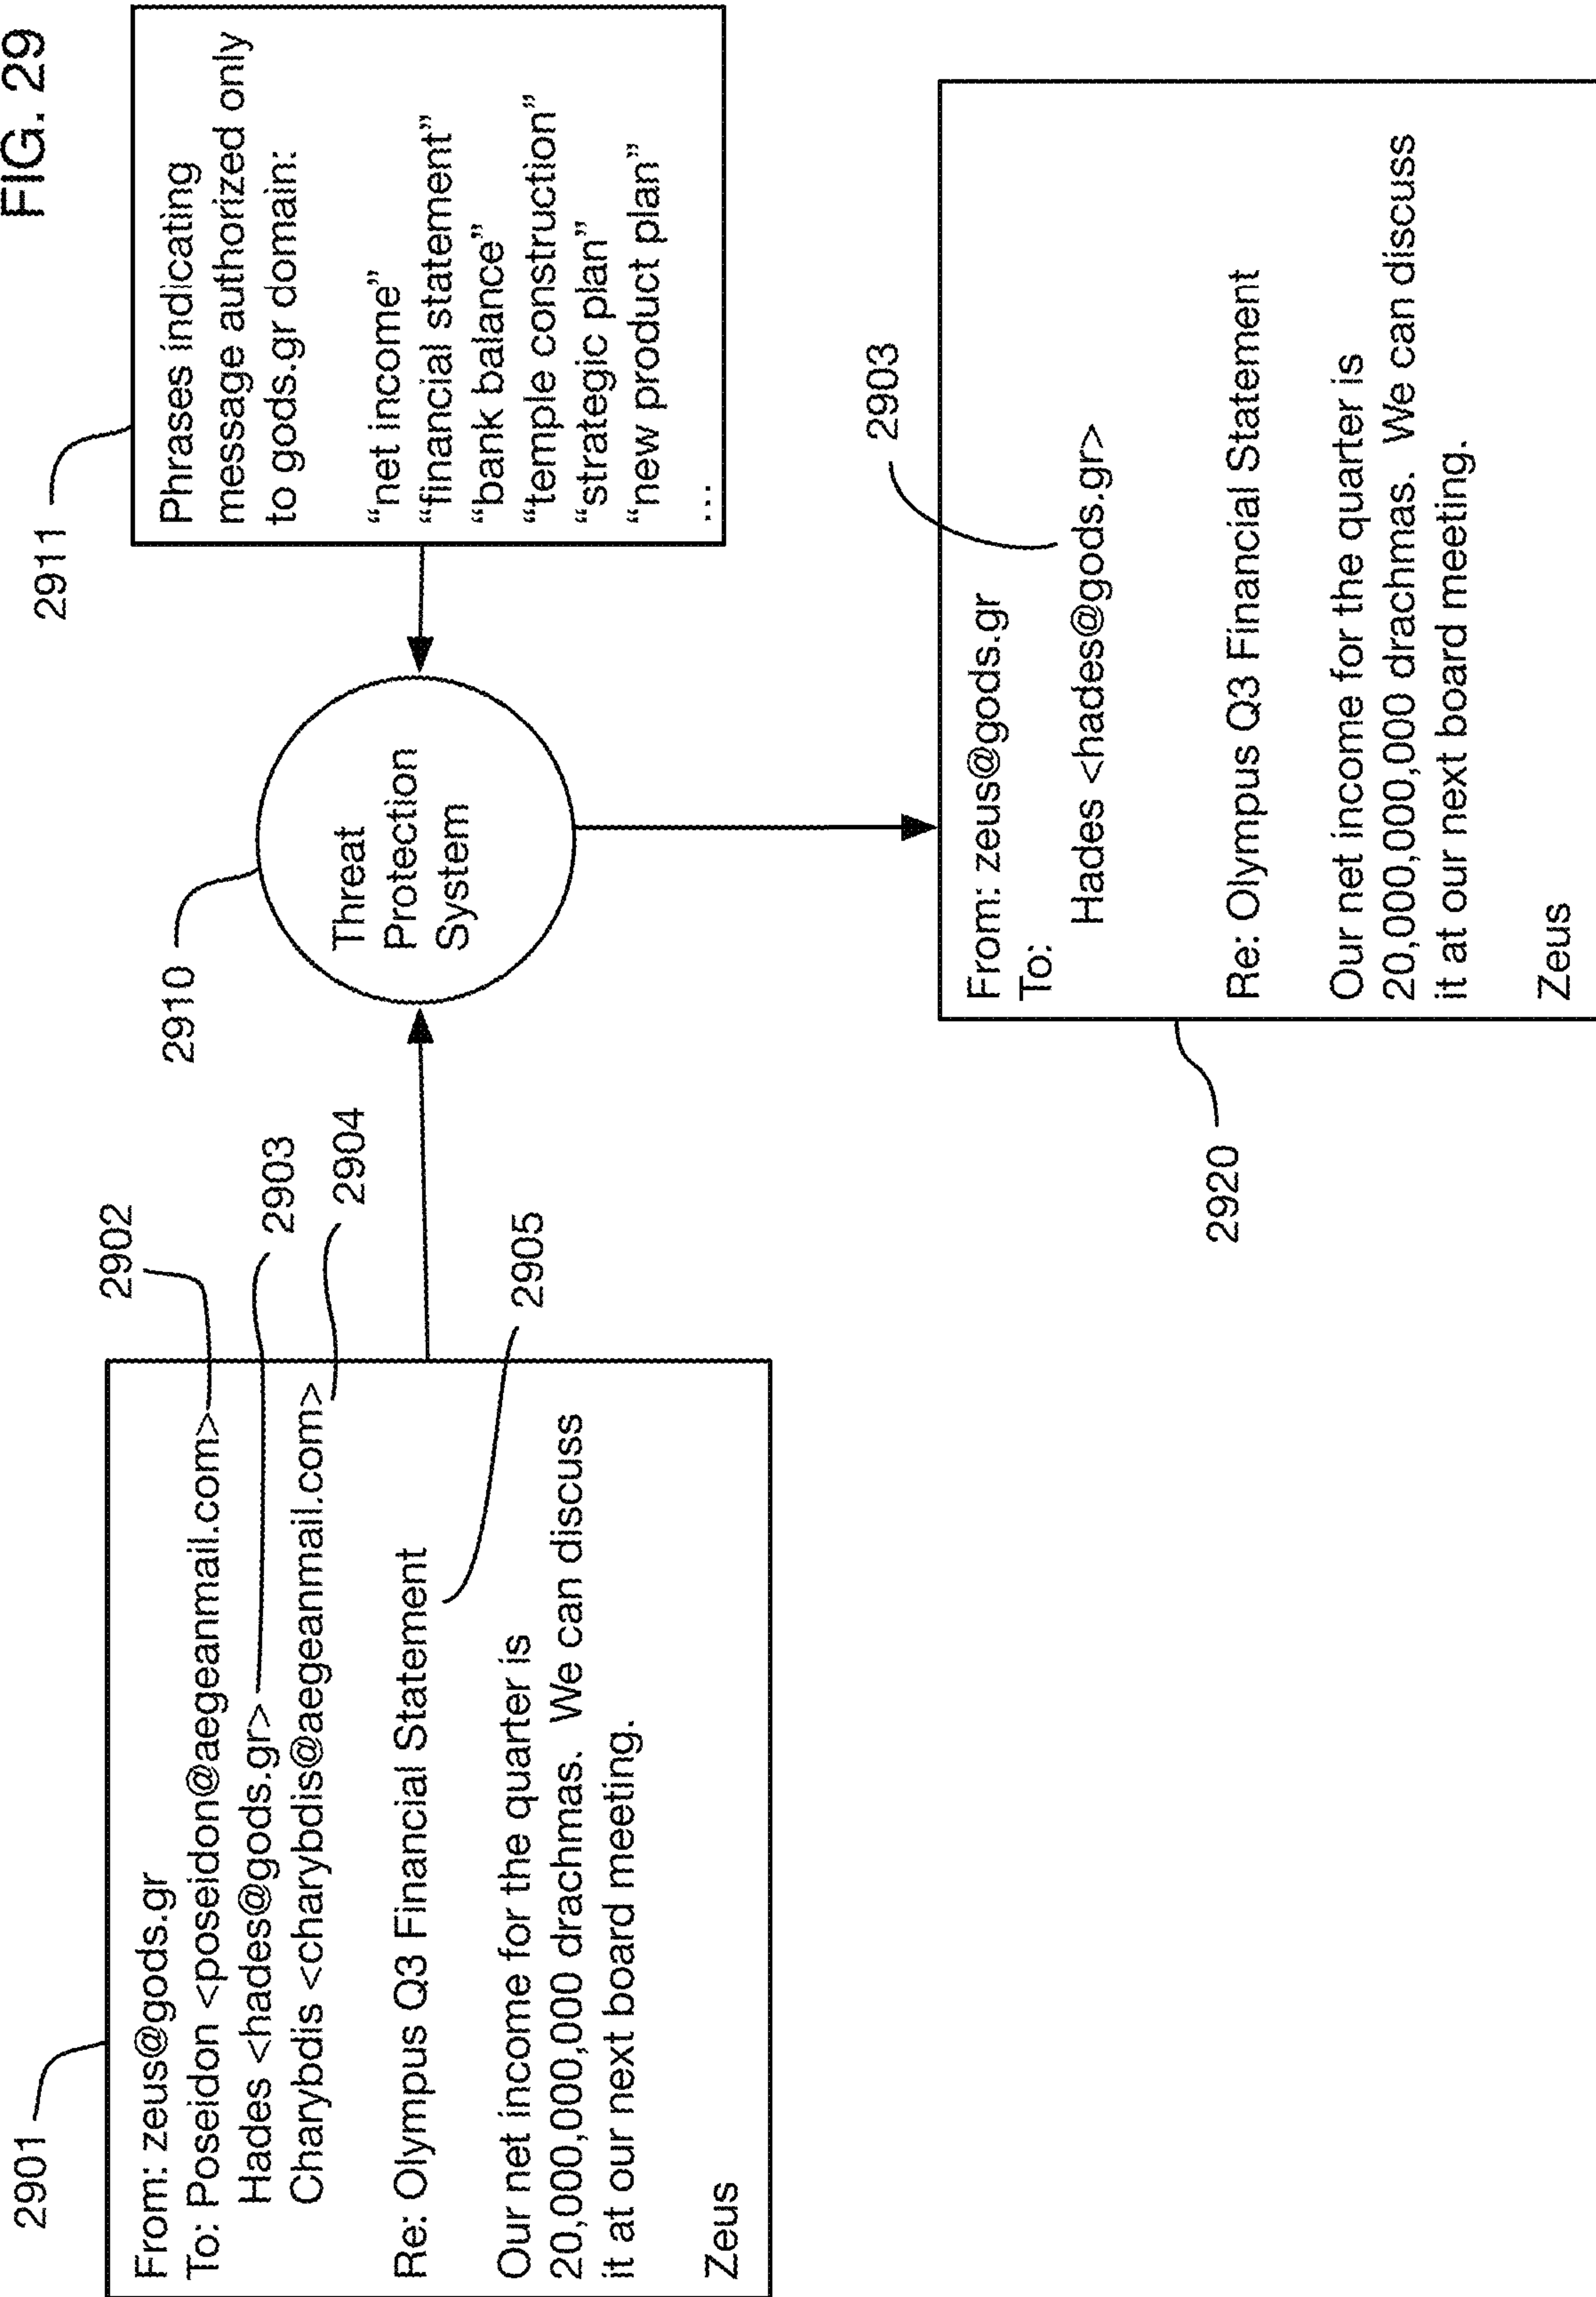 FIG. 29
2901
From: zeus@gods.gr
To: Poseidon <poseidon@aegeanmail.com>
Hades <hades@gods.gr>
Charybdis <charybdis@aegeanmail.com>
Re: Olympus Q3 Financial Statement
Our net income for the quarter is
20,000,000,000 drachmas. We can discuss
it at our next board meeting.
Zeus
2902
2903
2904
2905
2910
Threat
Protection
System
2911
Phrases indicating
message authorized only
to gods.gr domain:
“net income”
“financial statement”
“bank balance”
“temple construction”
“strategic plan”
“new product plan”
...
2920
2903
From: zeus@gods.gr
To:
Hades <hades@gods.gr>
Re: Olympus Q3 Financial Statement
Our net income for the quarter is
20,000,000,000 drachmas. We can discuss
it at our next board meeting.
Zeus